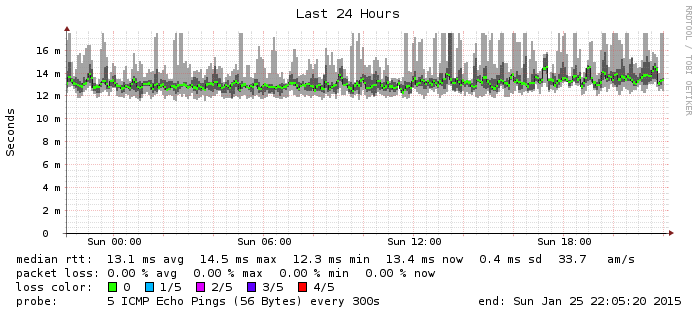 Last 24 Hours
RRDTOOL / TOBI OETIKER
Seconds
16 m
14 m
12 m
10 m
8 m
6 m
4 m
2 m
0
Sun 00:00 Sun 06:00 Sun 12:00 Sun 18:00
median rtt: 13.1 ms avg 14.5 ms max 12.3 ms min 13.4 ms now 0.4 ms sd 33.7 am/s
packet loss: 0.00 % avg 0.00 % max 0.00 % min 0.00 % now
loss color: 0 1/5 2/5 3/5 4/5
probe: 5 ICMP Echo Pings (56 Bytes) every 300s end: Sun Jan 25 22:05:20 2015